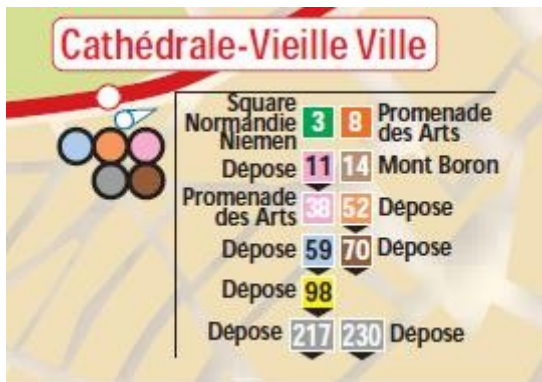 Cathédrale-Vieille Ville
Square
Normandie
Niemen
3
8
Promenade
des Arts
Dépose
11
14
Mont Boron
Promenade
des Arts
38
52
Dépose
Dépose
59
70
Dépose
Dépose
98
Dépose
217
230
Dépose